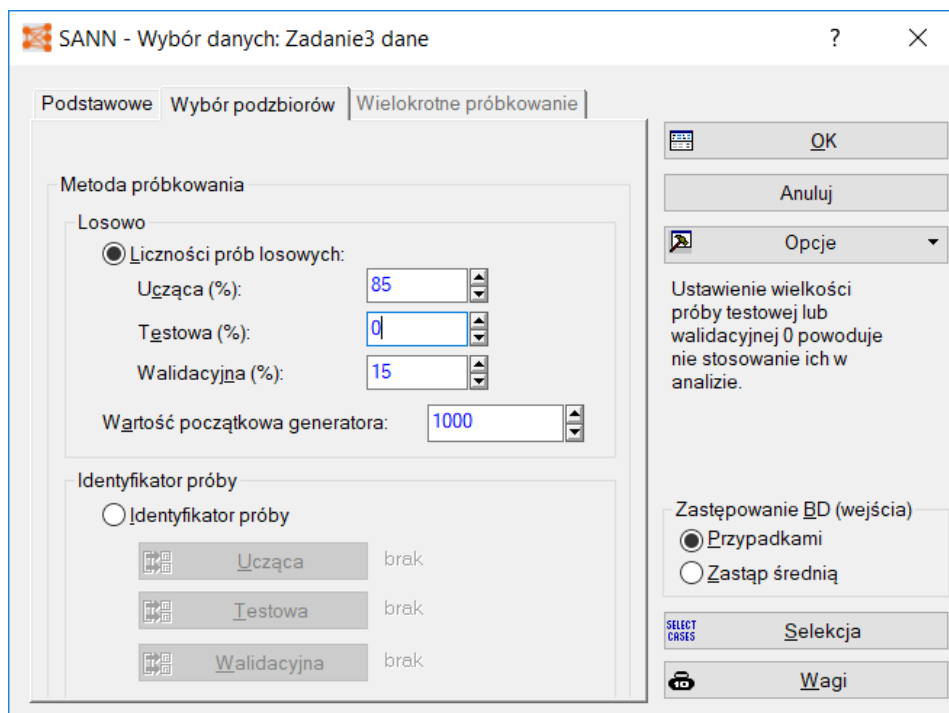 SANN - Wybór danych: Zadanie3 dane
?
Podstawowe
Wybór podzbiorów
Wielokrotne próbkowanie
Metoda próbkowania
Losowo
Liczności prób losowych:
Ucząca (%): 85
Testowa (%): 0
Walidacyjna (%): 15
Wartość początkowa generatora: 1000
Identyfikator próby
Identyfikator próby
Ucząca brak
Testowa brak
Walidacyjna brak
OK
Anuluj
Opcje
Ustawienie wielkości
próby testowej lub
walidacyjnej 0 powoduje
nie stosowanie ich w
analizie.
Zastępowanie BD (wejścia)
Przypadkami
Zastąp średnią
SELECT
CASES
Selekcja
Wagi